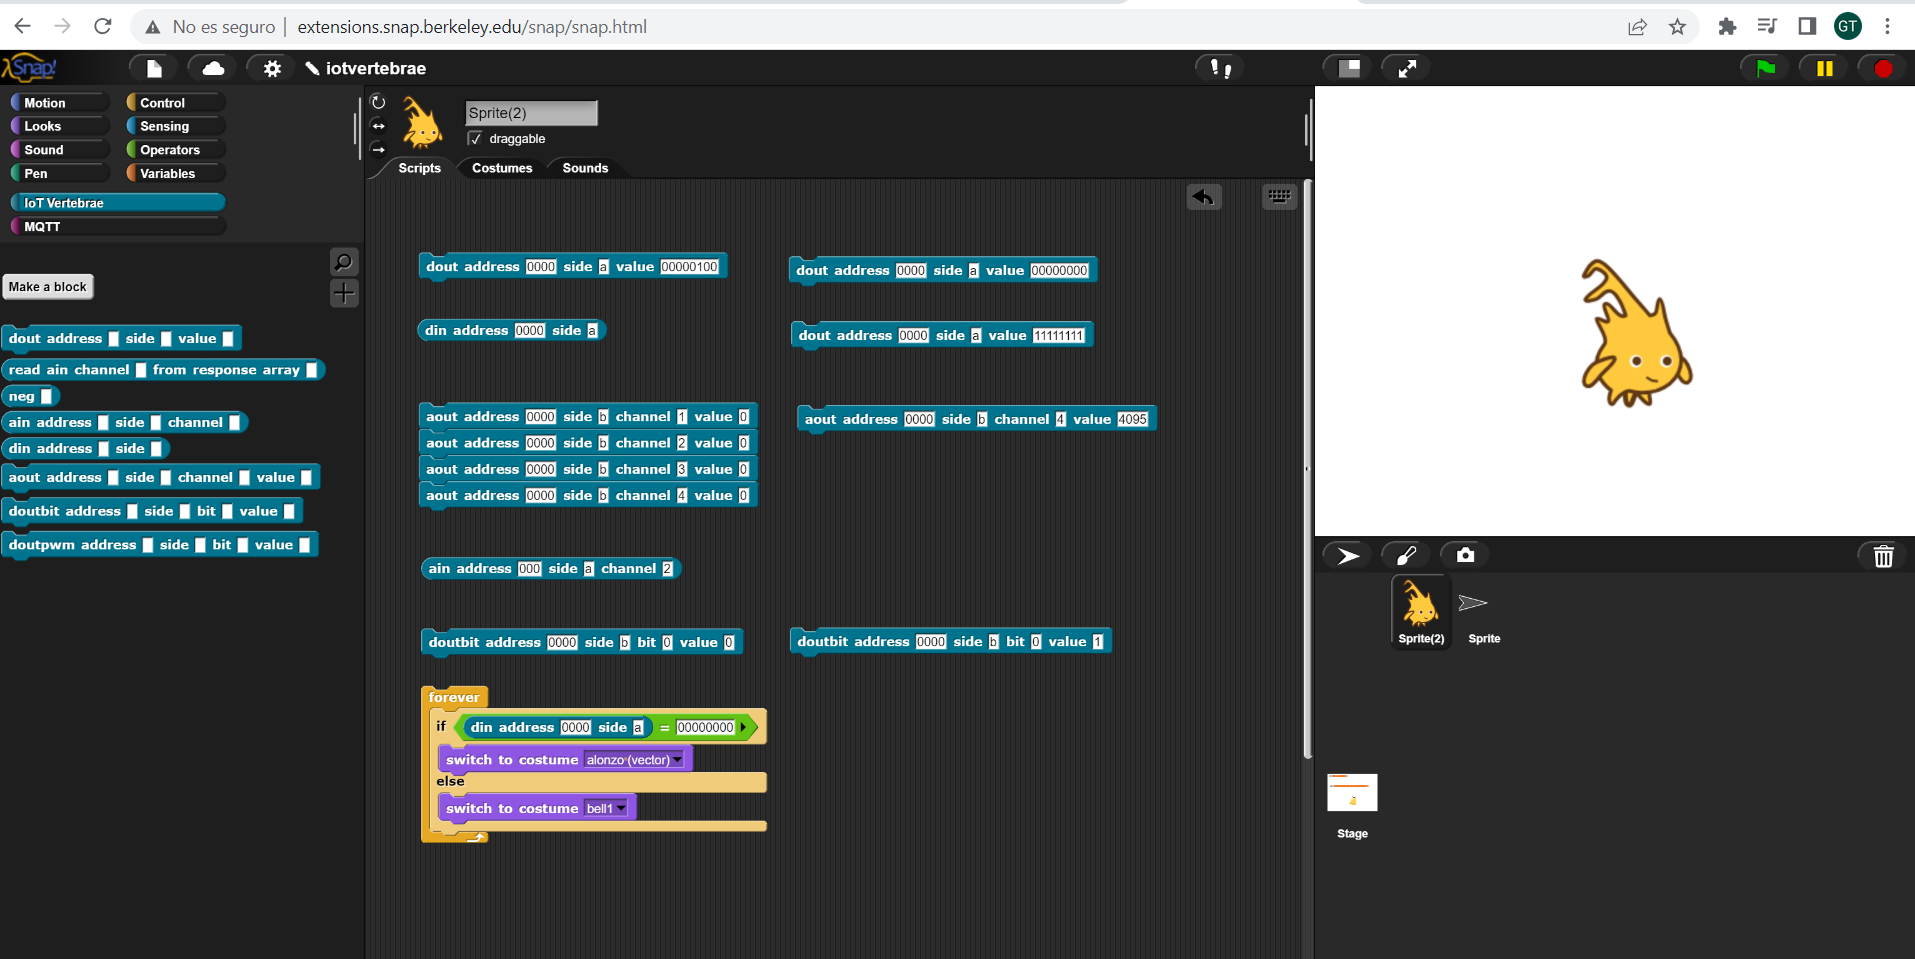 No es seguro | extensions.snap.berkeley.edu/snap/snap.html
GT
Snap!
iotvertebrae
Motion Control
Looks Sensing
Sound Operators
Pen Variables
IoT Vertebrae
MQTT
Make a block
dout address side value
read ain channel from response array
neg
ain address side channel
din address side
aout address side channel value
doutbit address side bit value
doutpwm address side bit value
Sprite(2)
draggable
Scripts Costumes Sounds
dout address 0000 side a value 00000100
dout address 0000 side a value 00000000
din address 0000 side a
dout address 0000 side a value 11111111
aout address 0000 side b channel 1 value 0
aout address 0000 side b channel 2 value 0
aout address 0000 side b channel 3 value 0
aout address 0000 side b channel 4 value 0
aout address 0000 side b channel 4 value 4095
ain address 000 side a channel 2
doutbit address 0000 side b bit 0 value 0
doutbit address 0000 side b bit 0 value 1
forever
if din address 0000 side a = 00000000
switch to costume alonzo (vector)
else
switch to costume bell1
Sprite(2) Sprite
Stage